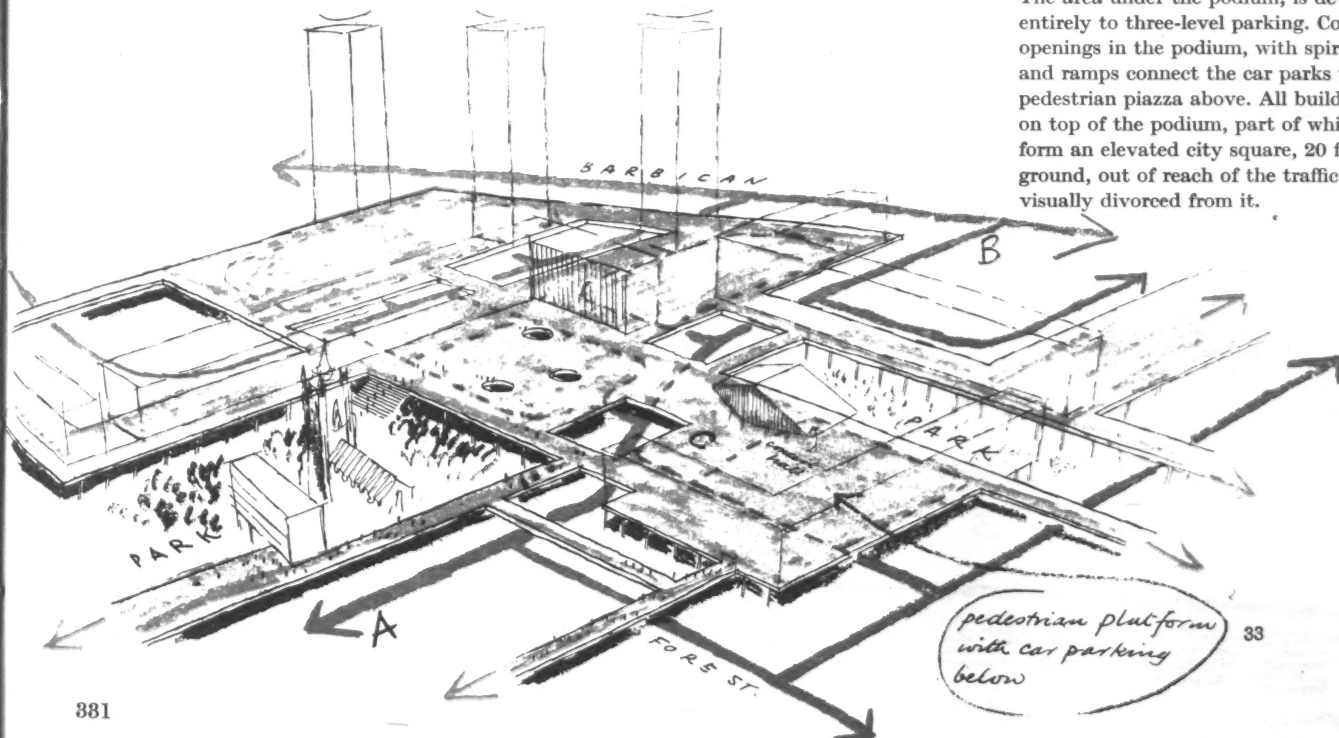 The area under the podium, is de
entirely to three-level parking. Co
openings in the podium, with spir
and ramps connect the car parks
pedestrian piazza above. All build
on top of the podium, part of whi
form an elevated city square, 20 f
ground, out of reach of the traffic
visually divorced from it.
BARBICAN
B
PARK
C
PARK
A
FORE ST.
pedestrian platform
with car parking
below
33
381